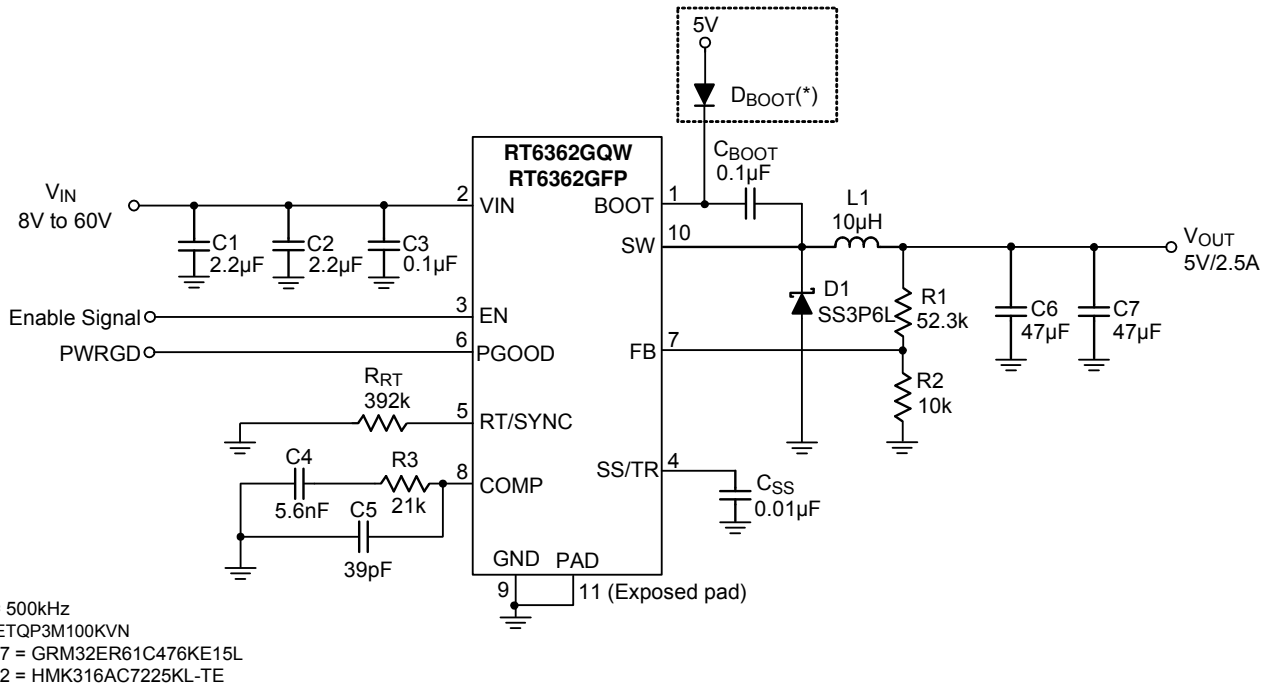 5V
DBOOT(*)
RT6362GQW
RT6362GFP
CBOOT
0.1µF
VIN
8V to 60V
2
VIN
BOOT
1
L1
10µH
SW
10
VOUT
5V/2.5A
C1
2.2µF
C2
2.2µF
C3
0.1µF
D1
SS3P6L
R1
52.3k
C6
47µF
C7
47µF
Enable Signal
3
EN
PWRGD
6
PGOOD
FB
7
R2
10k
RRT
392k
5
RT/SYNC
C4
5.6nF
R3
21k
8
COMP
SS/TR
4
CSS
0.01µF
C5
39pF
GND
PAD
9
11 (Exposed pad)
500kHz
ETQP3M100KVN
7 = GRM32ER61C476KE15L
2 = HMK316AC7225KL-TE